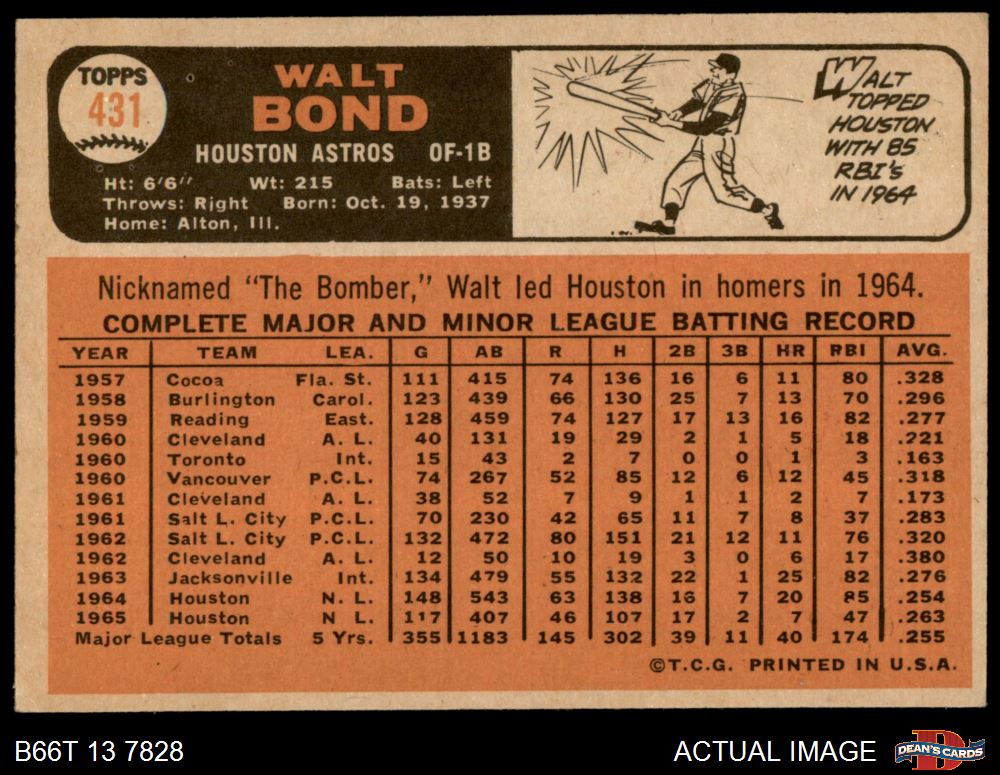 TOPPS
431
WALT
BOND
HOUSTON ASTROS OF-1B
Ht: 6'6" Wt: 215 Bats: Left
Throws: Right Born: Oct. 19, 1937
Home: Alton, Ill.
WALT
TOPPED
HOUSTON
WITH 85
RBI's
IN 1964
Nicknamed "The Bomber," Walt led Houston in homers in 1964.
COMPLETE MAJOR AND MINOR LEAGUE BATTING RECORD
YEAR TEAM LEA. G AB R H 2B 3B HR RBI AVG.
1957 Cocoa Fla. St. 111 415 74 136 16 6 11 80 .328
1958 Burlington Carol. 123 439 66 130 25 7 13 70 .296
1959 Reading East. 128 459 74 127 17 13 16 82 .277
1960 Cleveland A. L. 40 131 19 29 2 1 5 18 .221
1960 Toronto Int. 15 43 2 7 0 0 1 3 .163
1960 Vancouver P.C.L. 74 267 52 85 12 6 12 45 .318
1961 Cleveland A. L. 38 52 7 9 1 1 2 7 .173
1961 Salt L. City P.C.L. 70 230 42 65 11 7 8 37 .283
1962 Salt L. City P.C.L. 132 472 80 151 21 12 11 76 .320
1962 Cleveland A. L. 12 50 10 19 3 0 6 17 .380
1963 Jacksonville Int. 134 479 55 132 22 1 25 82 .276
1964 Houston N. L. 148 543 63 138 16 7 20 85 .254
1965 Houston N L. 117 407 46 107 17 2 7 47 .263
Major League Totals 5 Yrs. 355 1183 145 302 39 11 40 174 .255
©T.C.G. PRINTED IN U.S.A.
B66T 13 7828
ACTUAL IMAGE
DEAN'S CARDS